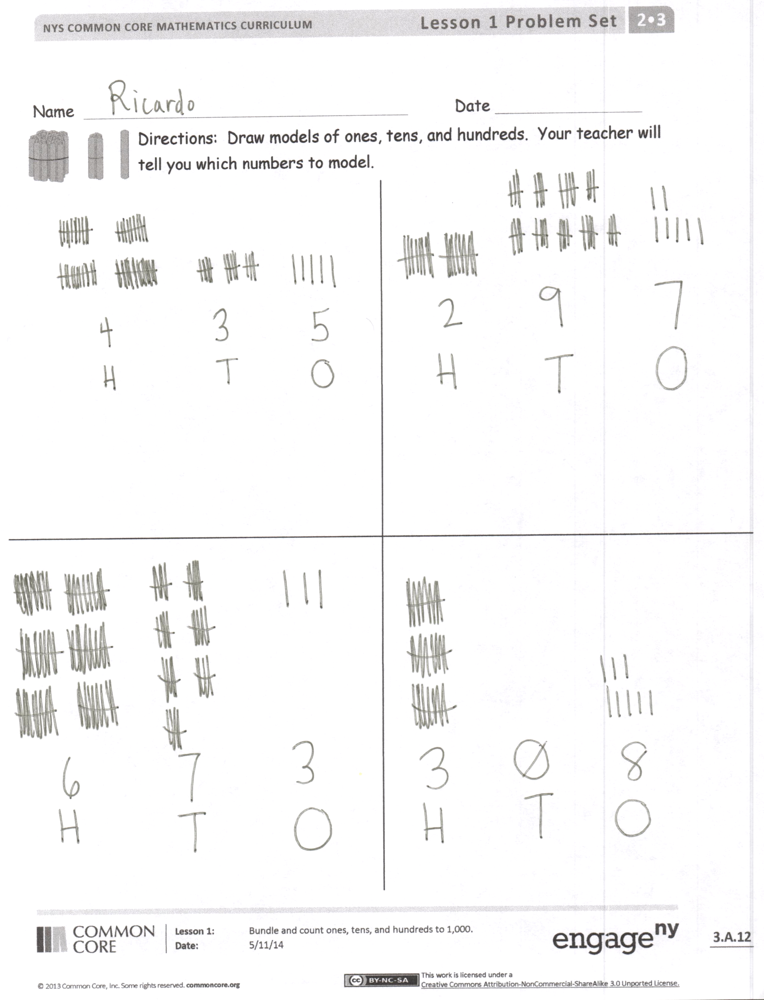 NYS COMMON CORE MATHEMATICS CURRICULUM Lesson 1 Problem Set 2•3
Name Ricardo Date
Directions: Draw models of ones, tens, and hundreds. Your teacher will
tell you which numbers to model.
4 3 5
H T O
2 9 7
H T O
6 7 3
H T O
3 0 8
H T O
COMMON
CORE
Lesson 1: Bundle and count ones, tens, and hundreds to 1,000.
Date: 5/11/14
engage ny
3.A.12
© 2013 Common Core, Inc. Some rights reserved. commoncore.org
cc BY-NC-SA
This work is licensed under a
Creative Commons Attribution-NonCommercial-ShareAlike 3.0 Unported License.